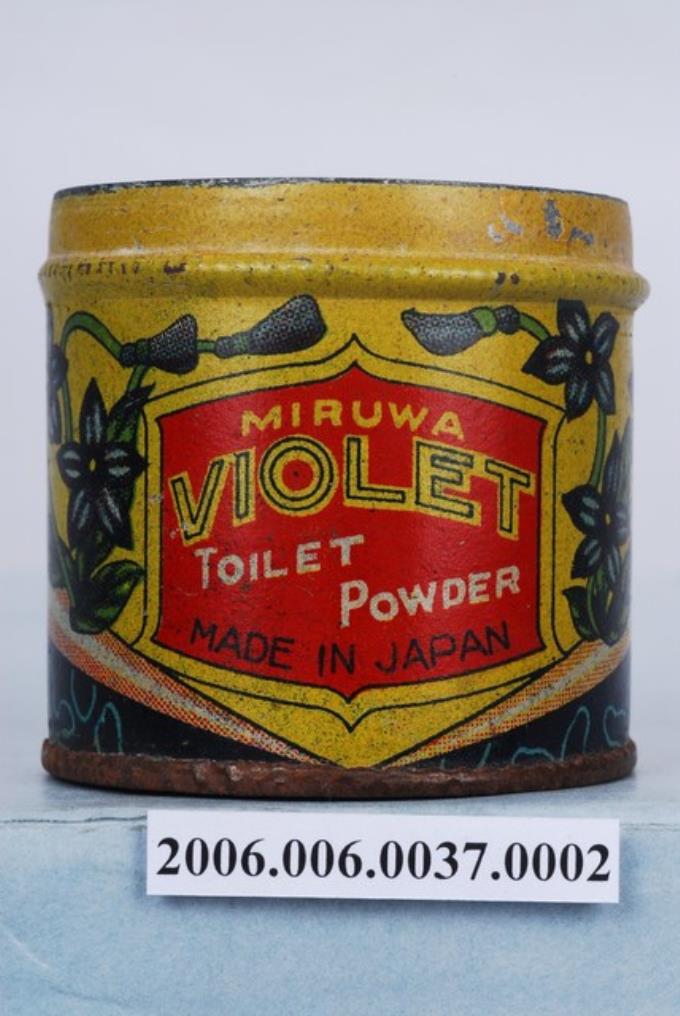 MIRUWA
VIOLET
TOILET
POWDER
MADE IN JAPAN
2006.006.0037.0002